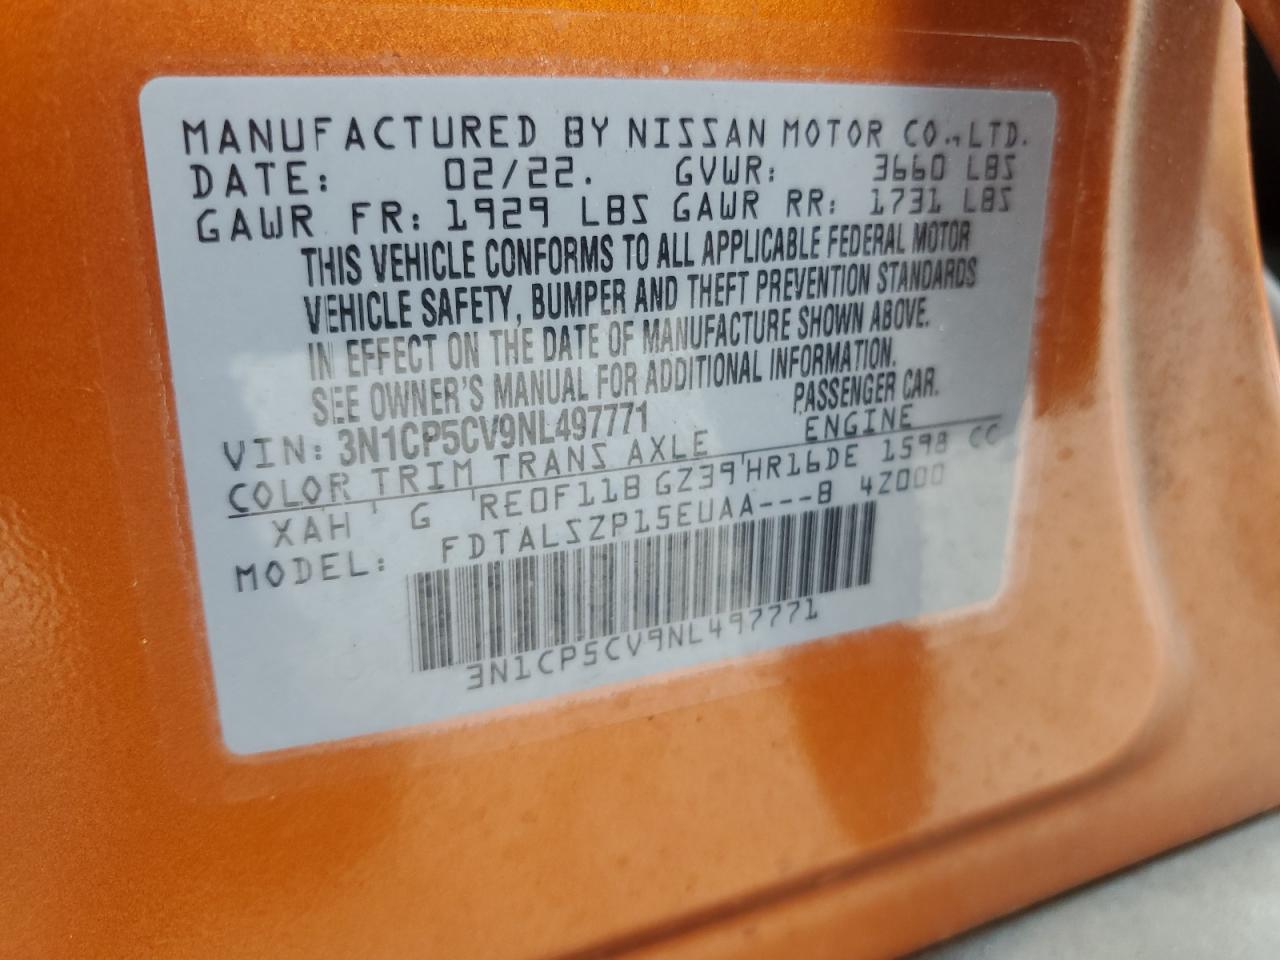 MANUFACTURED BY NISSAN MOTOR CO.,LTD.
DATE: 02/22. GVWR: 3660 LBS
GAWR FR: 1929 LBS GAWR RR: 1731 LBS
THIS VEHICLE CONFORMS TO ALL APPLICABLE FEDERAL MOTOR
VEHICLE SAFETY, BUMPER AND THEFT PREVENTION STANDARDS
IN EFFECT ON THE DATE OF MANUFACTURE SHOWN ABOVE.
SEE OWNER'S MANUAL FOR ADDITIONAL INFORMATION.
VIN: 3N1CP5CV9NL497771 PASSENGER CAR.
COLOR TRIM TRANS AXLE ENGINE
XAH ' G 'RE0F11B GZ39'HR16DE 1598 CC
MODEL: FDTALSZP15EUAA---B 4Z000
3N1CP5CV9NL497771